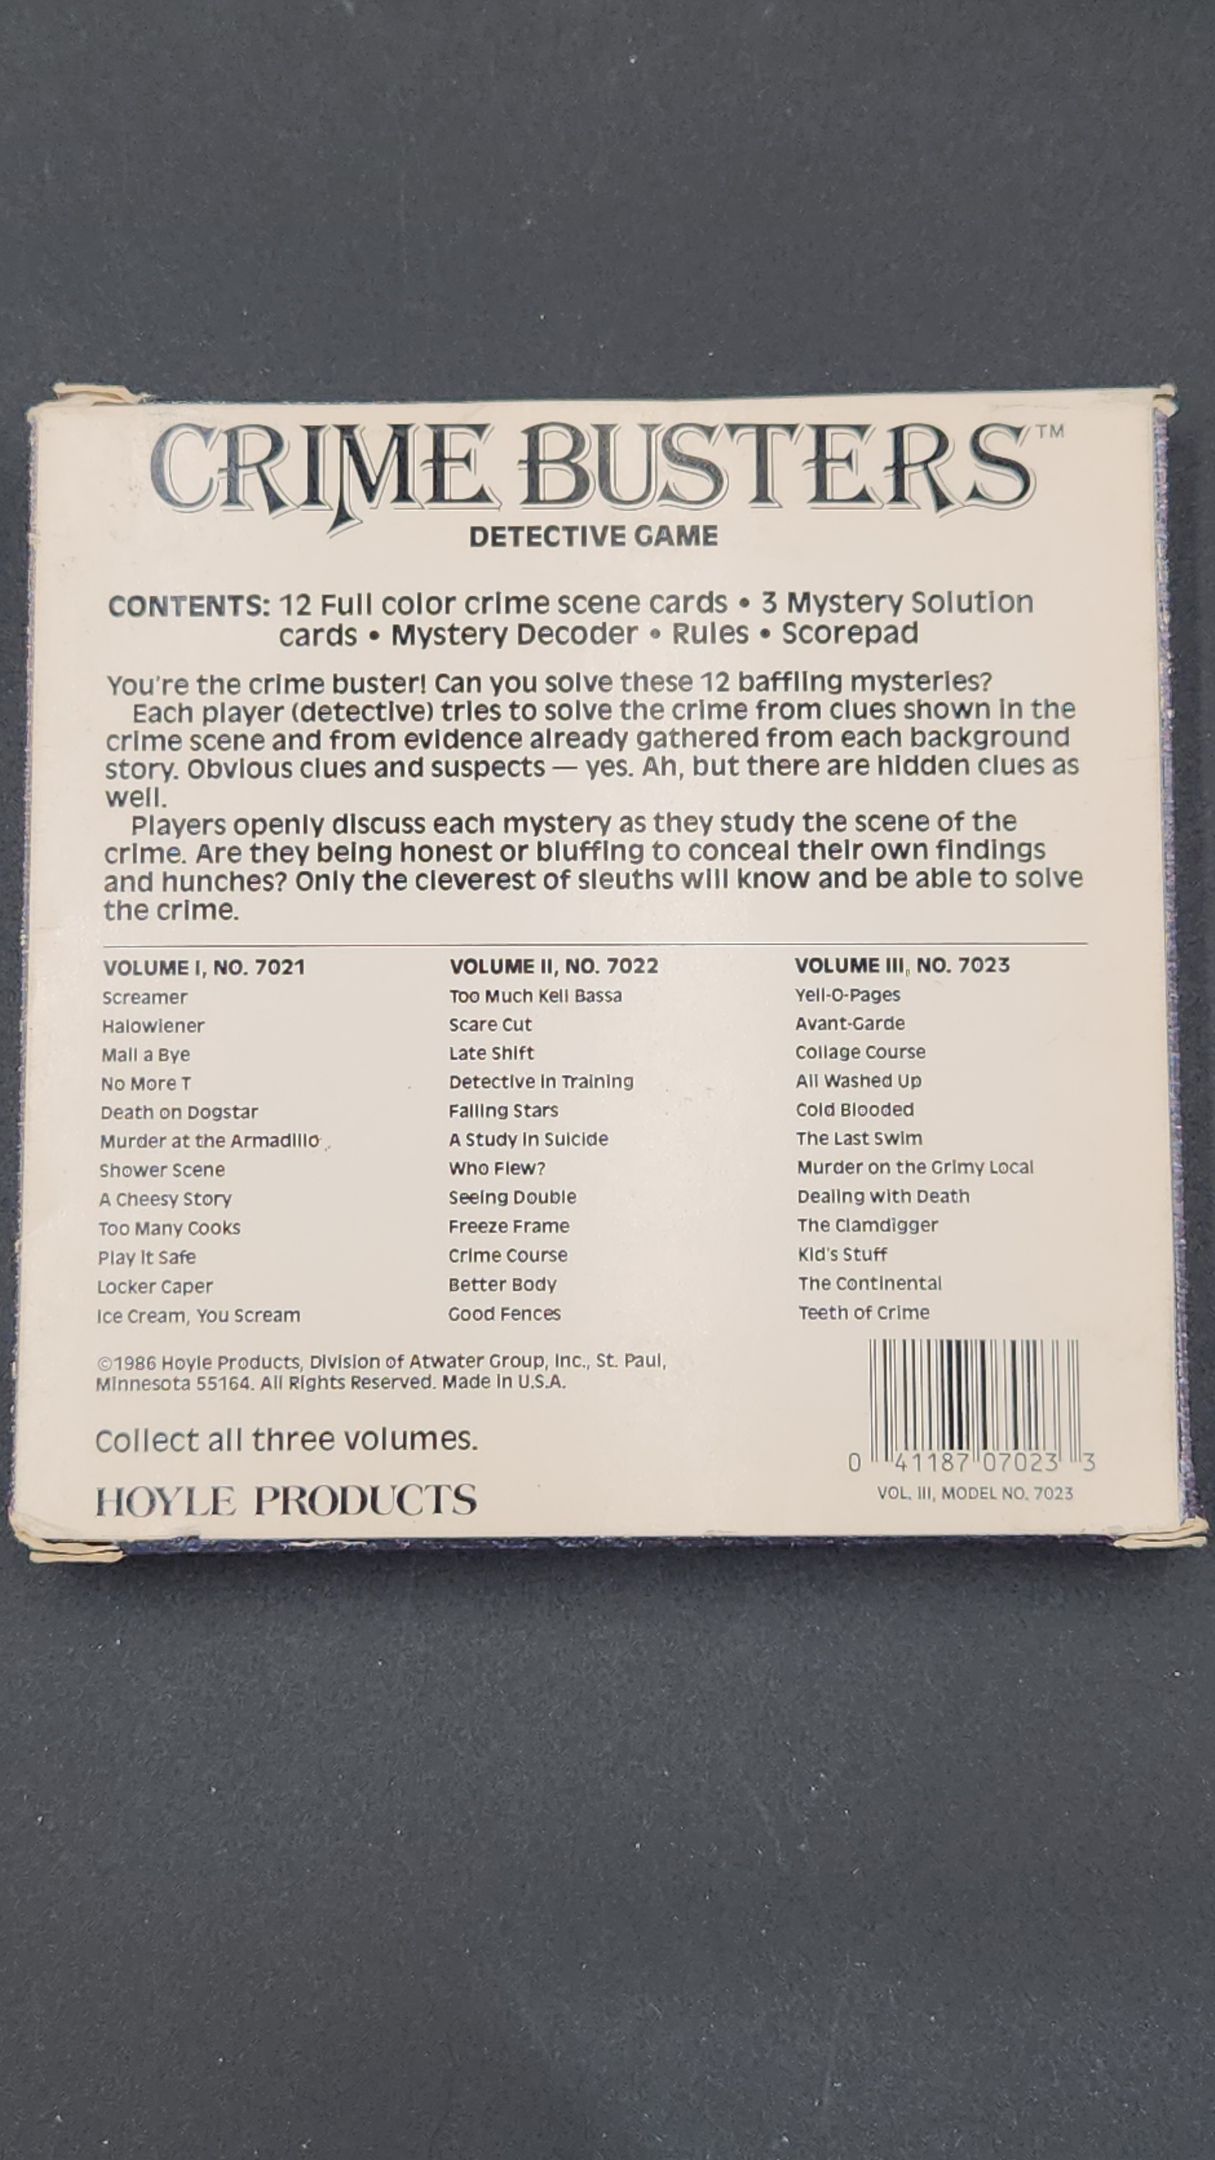 CRIME BUSTERS™
DETECTIVE GAME
CONTENTS: 12 Full color crime scene cards • 3 Mystery Solution
cards • Mystery Decoder • Rules • Scorepad
You're the crime buster! Can you solve these 12 baffling mysteries?
Each player (detective) tries to solve the crime from clues shown in the
crime scene and from evidence already gathered from each background
story. Obvious clues and suspects — yes. Ah, but there are hidden clues as
well.
Players openly discuss each mystery as they study the scene of the
crime. Are they being honest or bluffing to conceal their own findings
and hunches? Only the cleverest of sleuths will know and be able to solve
the crime.
VOLUME I, NO. 7021
Screamer
Halowiener
Mail a Bye
No More T
Death on Dogstar
Murder at the Armadillo
Shower Scene
A Cheesy Story
Too Many Cooks
Play It Safe
Locker Caper
Ice Cream, You Scream
VOLUME II, NO. 7022
Too Much Keil Bassa
Scare Cut
Late Shift
Detective in Training
Falling Stars
A Study in Suicide
Who Flew?
Seeing Double
Freeze Frame
Crime Course
Better Body
Good Fences
VOLUME III, NO. 7023
Yell-O-Pages
Avant-Garde
Collage Course
All Washed Up
Cold Blooded
The Last Swim
Murder on the Grimy Local
Dealing with Death
The Clamdigger
Kid's Stuff
The Continental
Teeth of Crime
©1986 Hoyle Products, Division of Atwater Group, Inc., St. Paul,
Minnesota 55164. All Rights Reserved. Made in U.S.A.
Collect all three volumes.
HOYLE PRODUCTS
0 41187 07023 3
VOL. III, MODEL NO. 7023